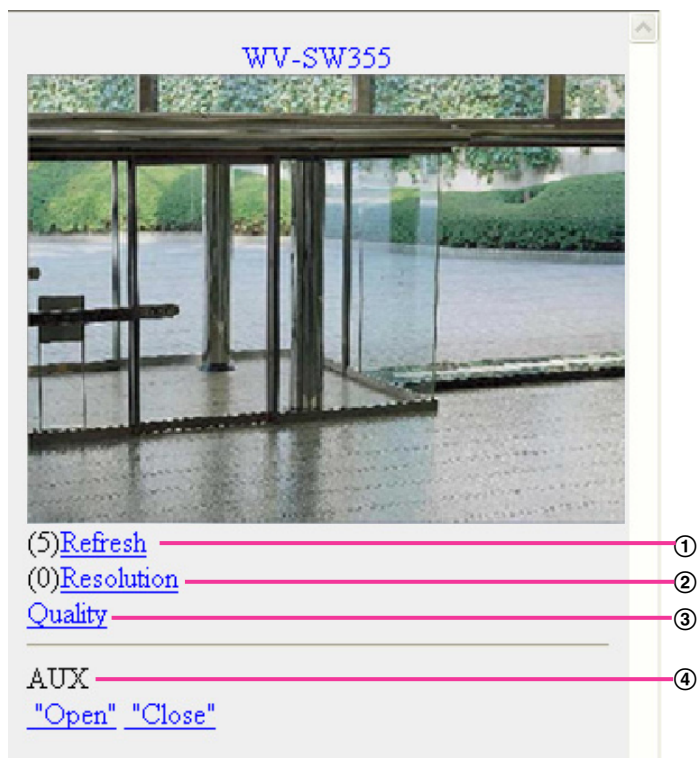 WV-SW355
(5)Refresh ①
(0)Resolution ②
Quality ③
AUX ④
"Open" "Close"